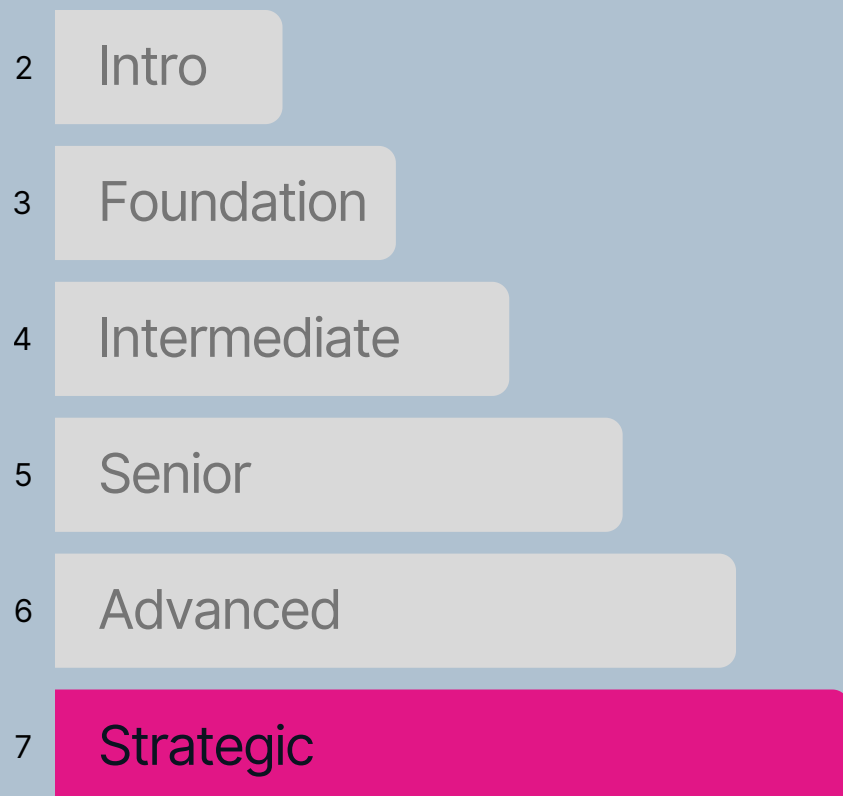 2 Intro
3 Foundation
4 Intermediate
5 Senior
6 Advanced
7 Strategic